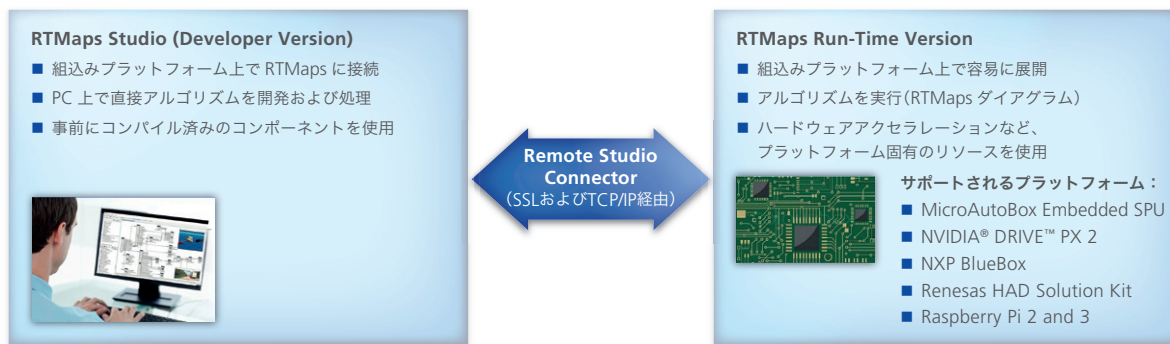 RTMaps Studio (Developer Version)
■ 組込みプラットフォーム上で RTMaps に接続
■ PC 上で直接アルゴリズムを開発および処理
■ 事前にコンパイル済みのコンポーネントを使用
Remote Studio
Connector
(SSLおよびTCP/IP経由)
RTMaps Run-Time Version
■ 組込みプラットフォーム上で容易に展開
■ アルゴリズムを実行(RTMaps ダイアグラム)
■ ハードウェアアクセラレーションなど、
プラットフォーム固有のリソースを使用
サポートされるプラットフォーム：
■ MicroAutoBox Embedded SPU
■ NVIDIA® DRIVE™ PX 2
■ NXP BlueBox
■ Renesas HAD Solution Kit
■ Raspberry Pi 2 and 3